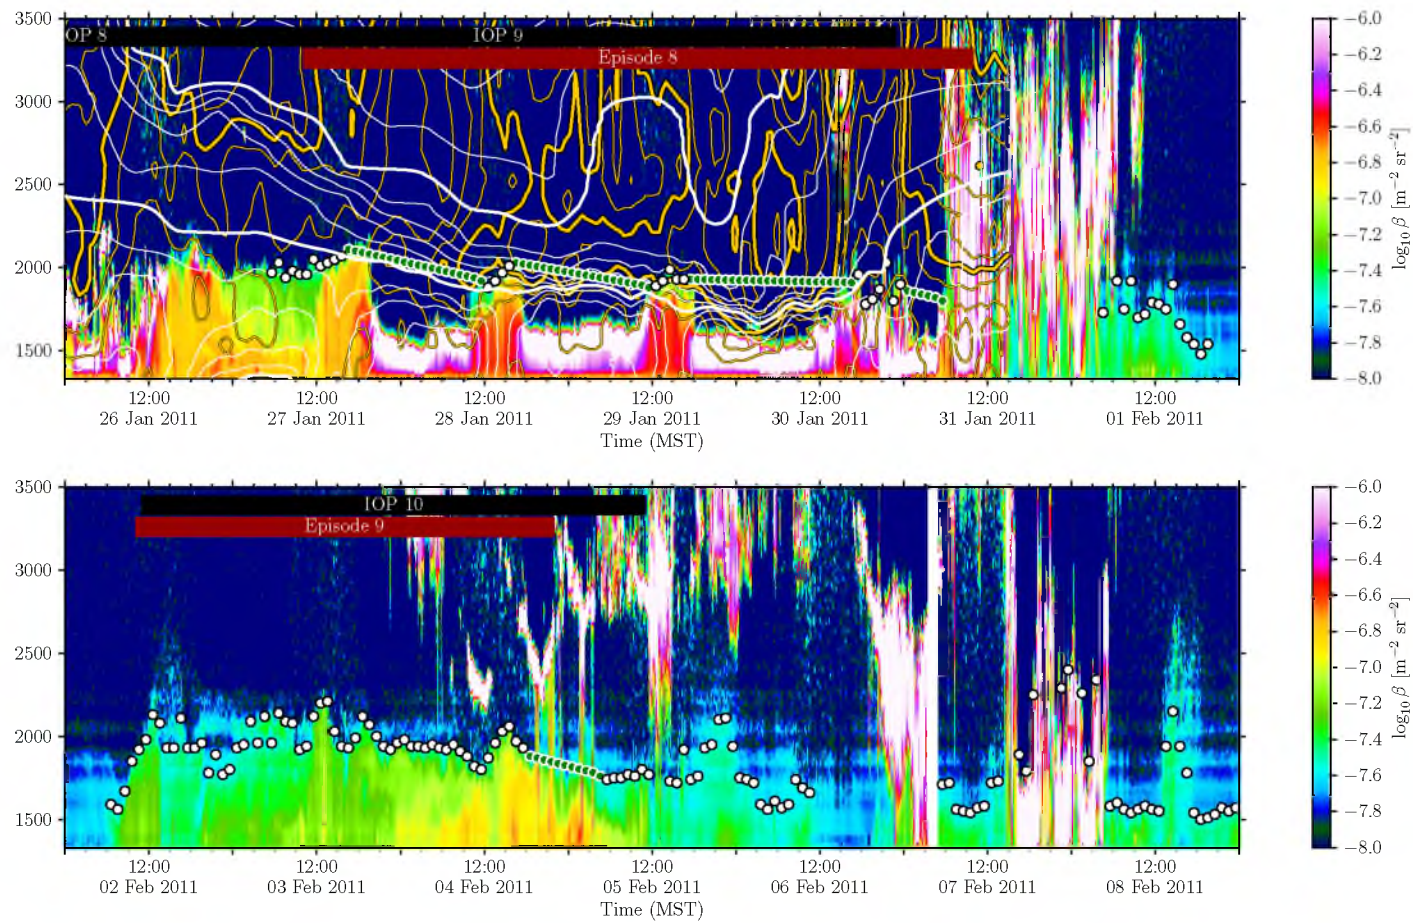 3500
OP 8
IOP 9
Episode 8
3000
2500
2000
1500
12:00 12:00 12:00 12:00 12:00 12:00 12:00
26 Jan 2011 27 Jan 2011 28 Jan 2011 29 Jan 2011 30 Jan 2011 31 Jan 2011 01 Feb 2011
Time (MST)
−6.0
−6.2
−6.4
−6.6
−6.8
−7.0
−7.2
−7.4
−7.6
−7.8
−8.0
log₁₀ β [m⁻² sr⁻²]
3500
IOP 10
Episode 9
3000
2500
2000
1500
12:00 12:00 12:00 12:00 12:00 12:00 12:00
02 Feb 2011 03 Feb 2011 04 Feb 2011 05 Feb 2011 06 Feb 2011 07 Feb 2011 08 Feb 2011
Time (MST)
−6.0
−6.2
−6.4
−6.6
−6.8
−7.0
−7.2
−7.4
−7.6
−7.8
−8.0
log₁₀ β [m⁻² sr⁻²]